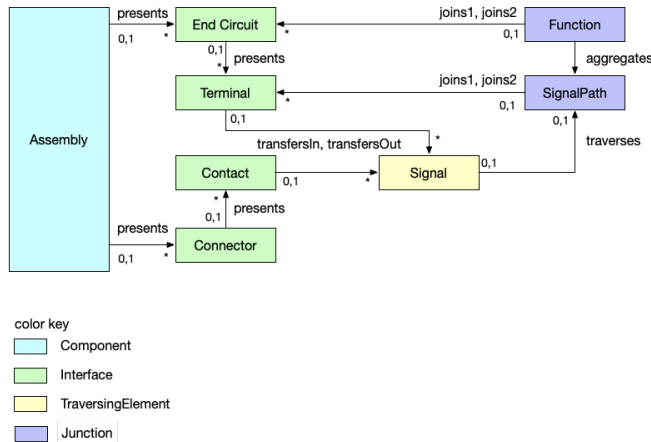 presents
End Circuit
joins1, joins2
Function
0,1
*
*
0,1
0,1
presents
*
aggregates
joins1, joins2
Terminal
SignalPath
*
0,1
0,1
0,1
Assembly
transfersIn, transfersOut
*
traverses
Contact
Signal
0,1
0,1
*
*
presents
0,1
presents
Connector
0,1
*
color key
Component
Interface
TraversingElement
Junction